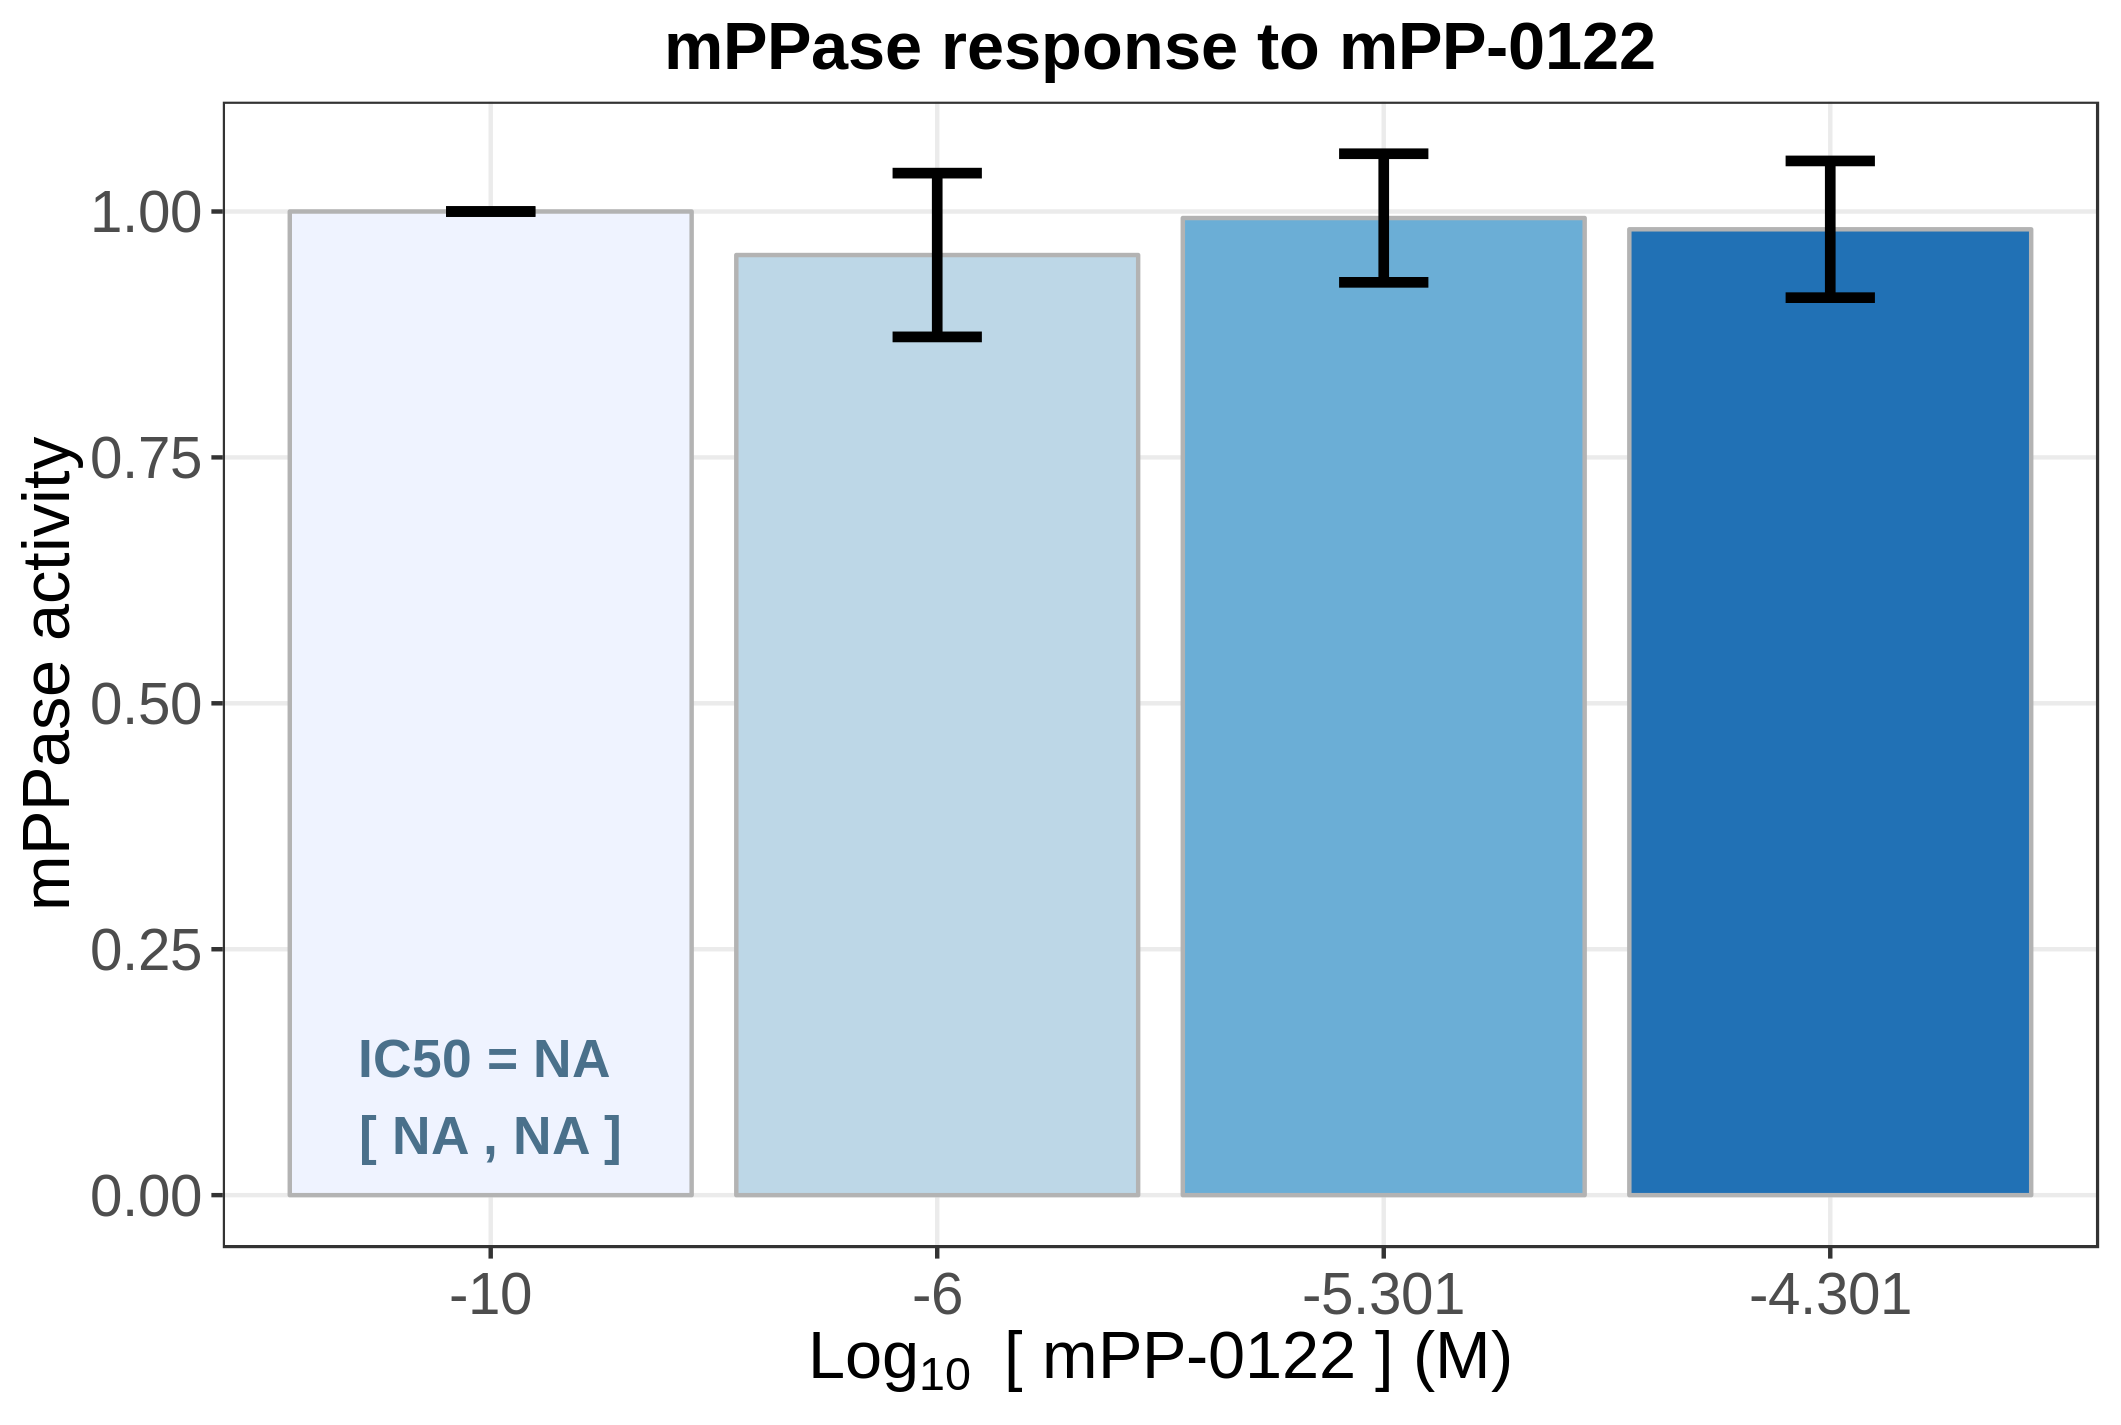 mPPase response to mPP-0122
mPPase activity
1.00
0.75
0.50
0.25
0.00
IC50 = NA
[ NA , NA ]
-10
-6
-5.301
-4.301
Log10 [ mPP-0122 ] (M)